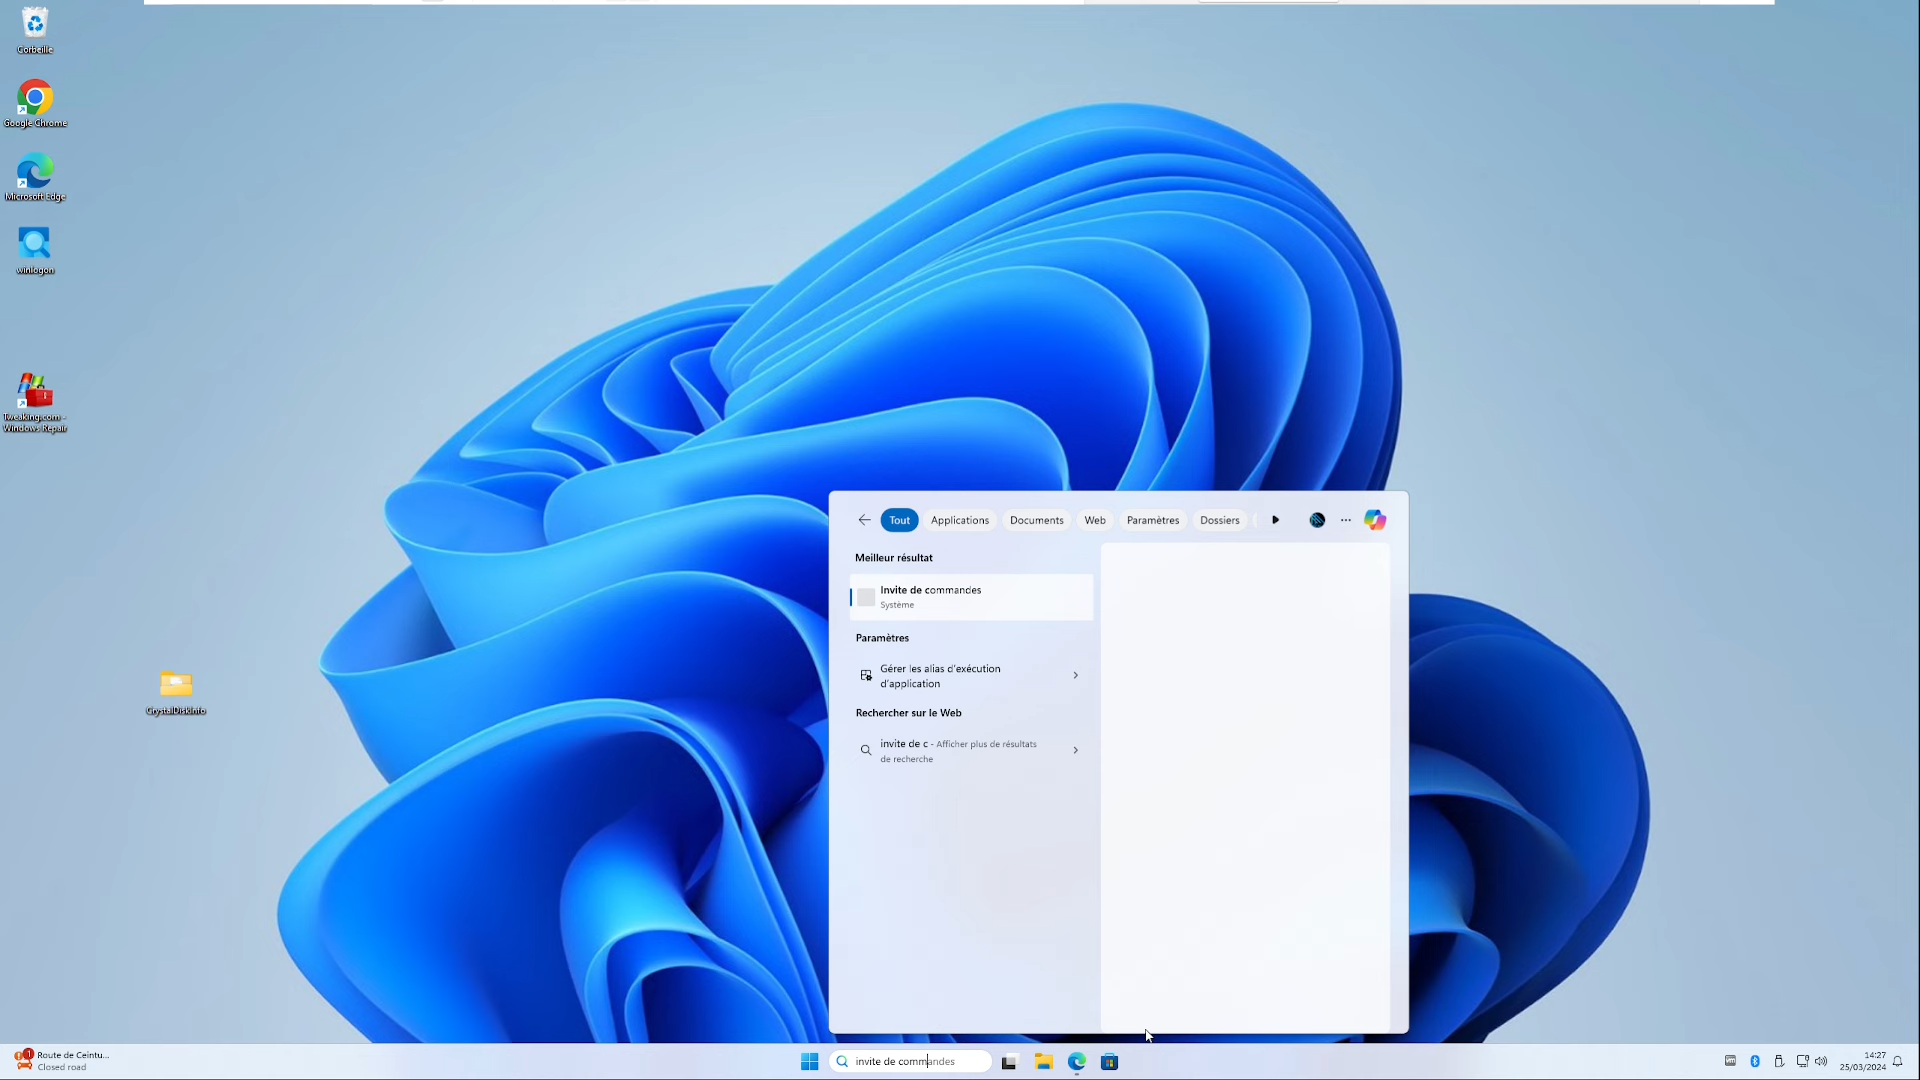 Corbeille
Google Chrome
Microsoft Edge
winlogon
Tweaking.com -
Windows Repair
CrystalDiskInfo
Tout
Applications
Documents
Web
Paramètres
Dossiers
Meilleur résultat
Invite de commandes
Système
Paramètres
Gérer les alias d'exécution
d'application
Rechercher sur le Web
invite de c - Afficher plus de résultats
de recherche
1
Route de Ceintu...
Closed road
invite de commandes
14:27
25/03/2024